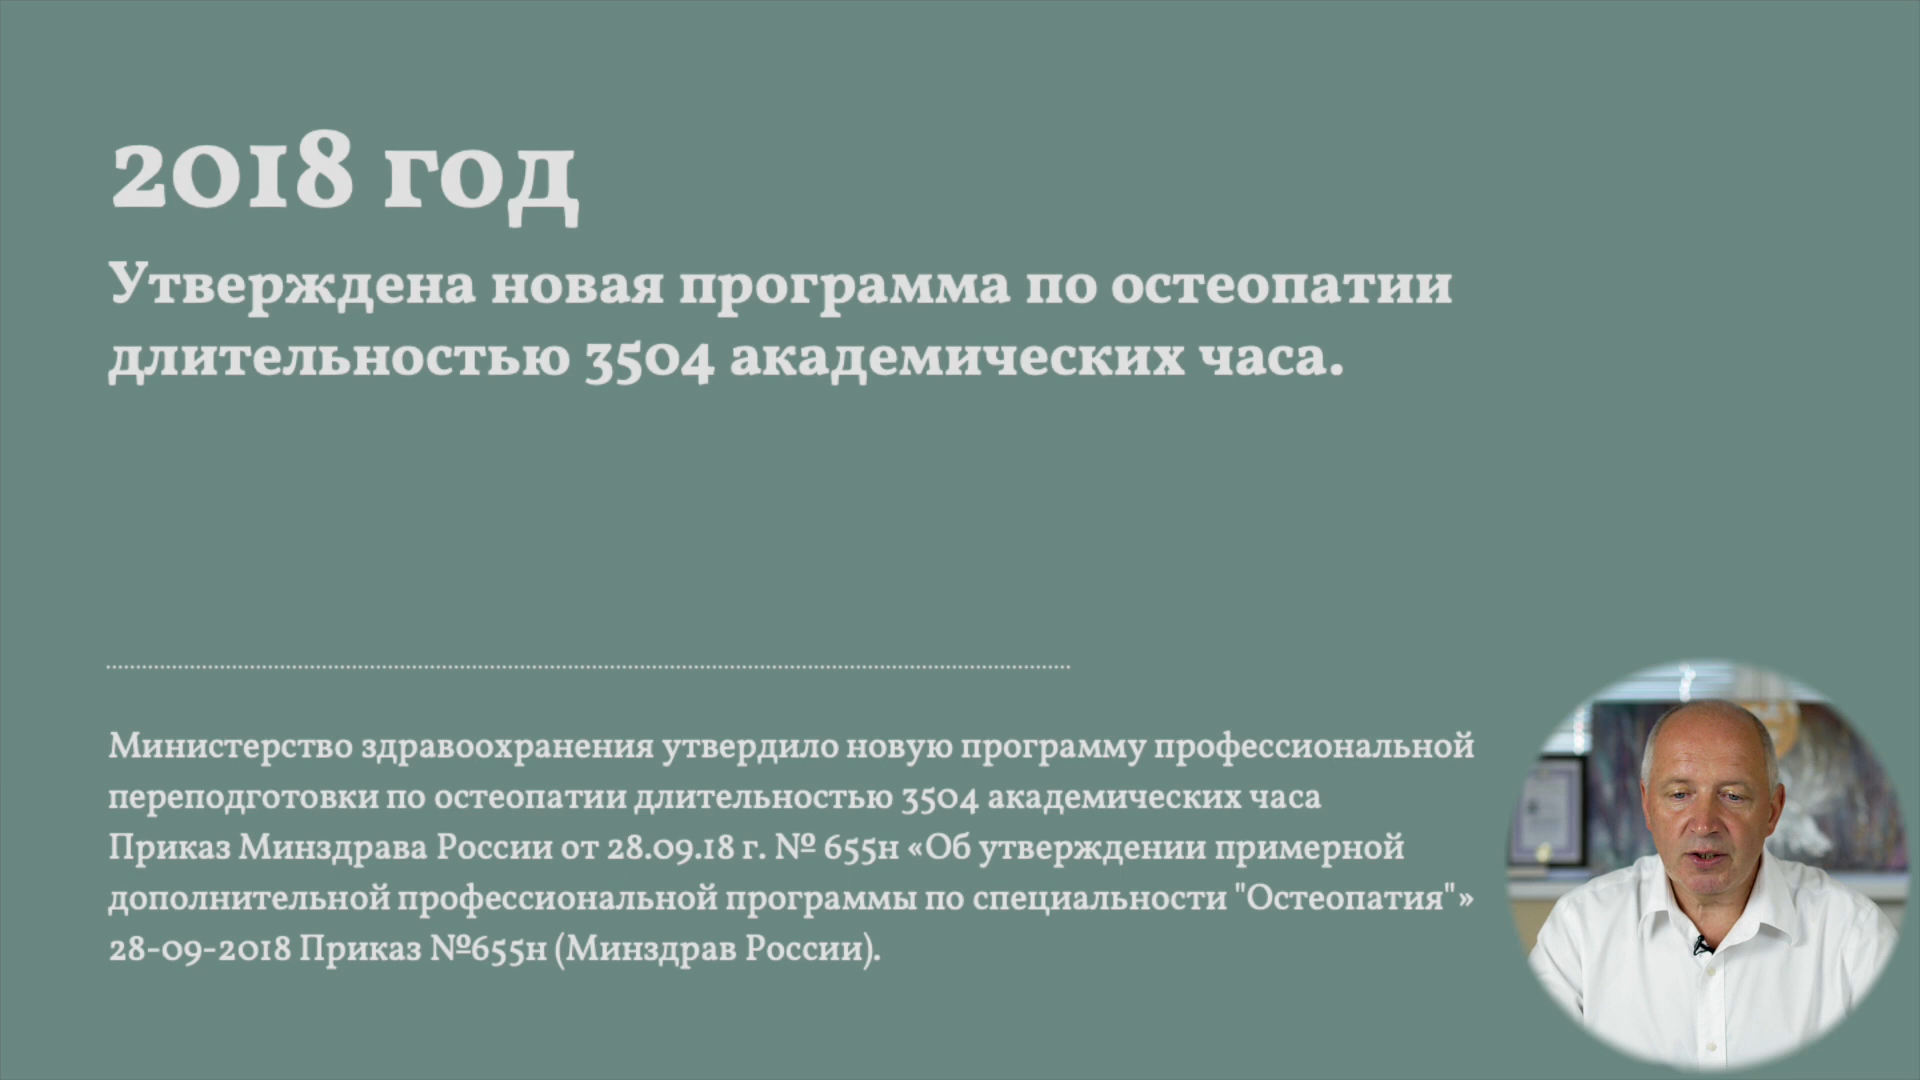 2018 год
Утверждена новая программа по остеопатии
длительностью 3504 академических часа.
Министерство здравоохранения утвердило новую программу профессиональной
переподготовки по остеопатии длительностью 3504 академических часа
Приказ Минздрава России от 28.09.18 г. № 655н «Об утверждении примерной
дополнительной профессиональной программы по специальности "Остеопатия"»
28-09-2018 Приказ №655н (Минздрав России).